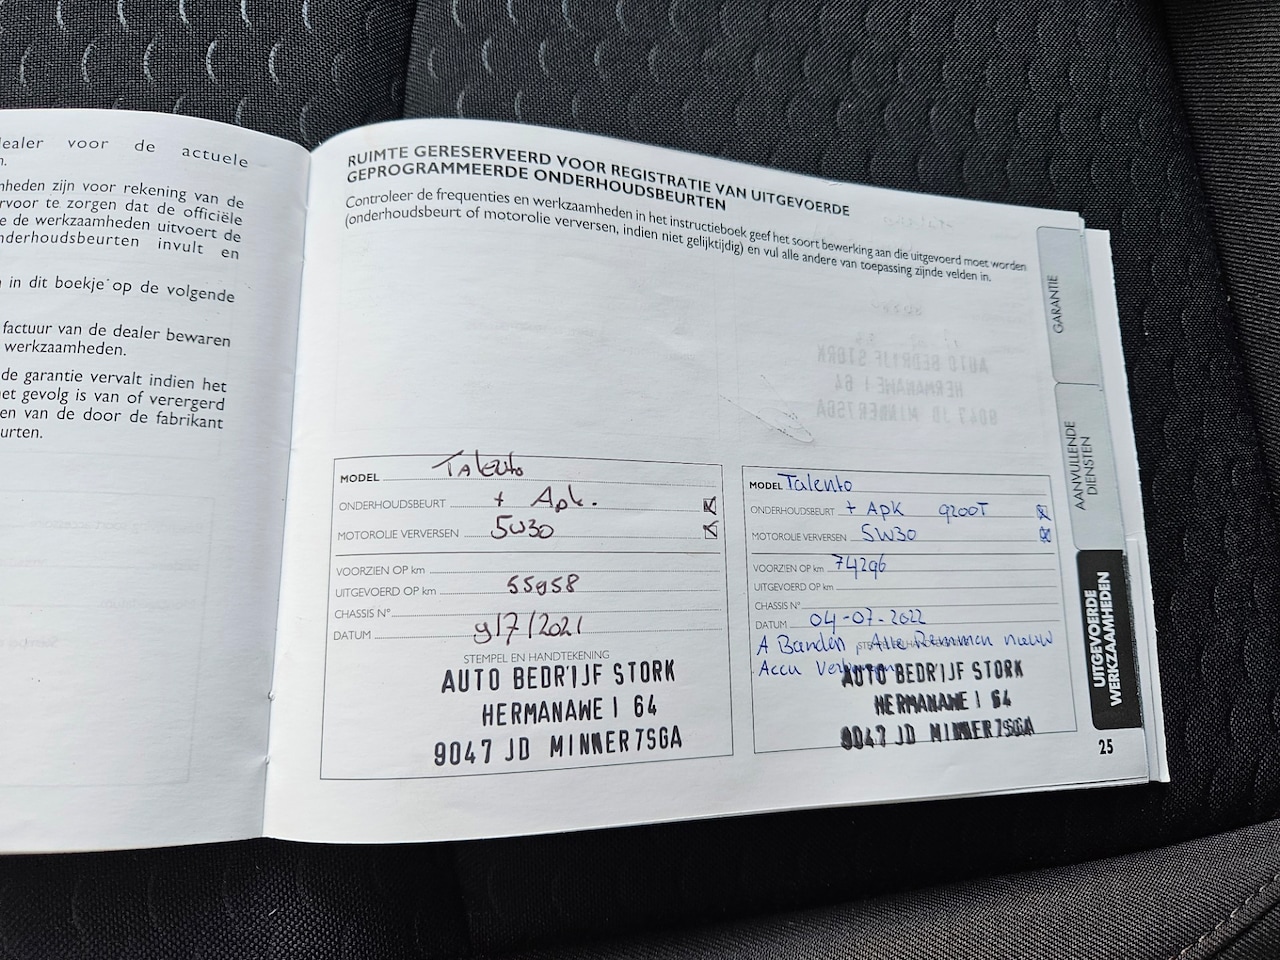 dealer voor de actuele
n.
nheden zijn voor rekening van de
rvoor te zorgen dat de officiële
e de werkzaamheden uitvoert de
nderhoudsbeurten invult en
in dit boekje op de volgende
factuur van de dealer bewaren
werkzaamheden.
de garantie vervalt indien het
et gevolg is van of verergerd
en van de door de fabrikant
urten.
RUIMTE GERESERVEERD VOOR REGISTRATIE VAN UITGEVOERDE
GEPROGRAMMEERDE ONDERHOUDSBEURTEN
Controleer de frequenties en werkzaamheden in het instructieboek geef het soort bewerking aan die uitgevoerd moet worden
(onderhoudsbeurt of motorolie verversen, indien niet gelijktijdig) en vul alle andere van toepassing zijnde velden in.
MODEL Talento
ONDERHOUDSBEURT + Apk.
MOTOROLIE VERVERSEN 5W30
VOORZIEN OP km
UITGEVOERD OP km 55958
CHASSIS N°
DATUM 9/7/2021
STEMPEL EN HANDTEKENING
AUTO BEDRIJF STORK
HERMANAWE I 64
9047 JD MINNERTSGA
MODEL Talento
ONDERHOUDSBEURT + APK 9200T
MOTOROLIE VERVERSEN 5W30
VOORZIEN OP km 74296
UITGEVOERD OP km
CHASSIS N°
DATUM 04-07-2022
Banden, Alle Remmen nieuw
Accu
AUTO BEDRIJF STORK
HERMANAWE I 64
9047 JD MINNERTSGA
GARANTIE
AANVULLENDE
DIENSTEN
UITGEVOERDE
WERKZAAMHEDEN
25